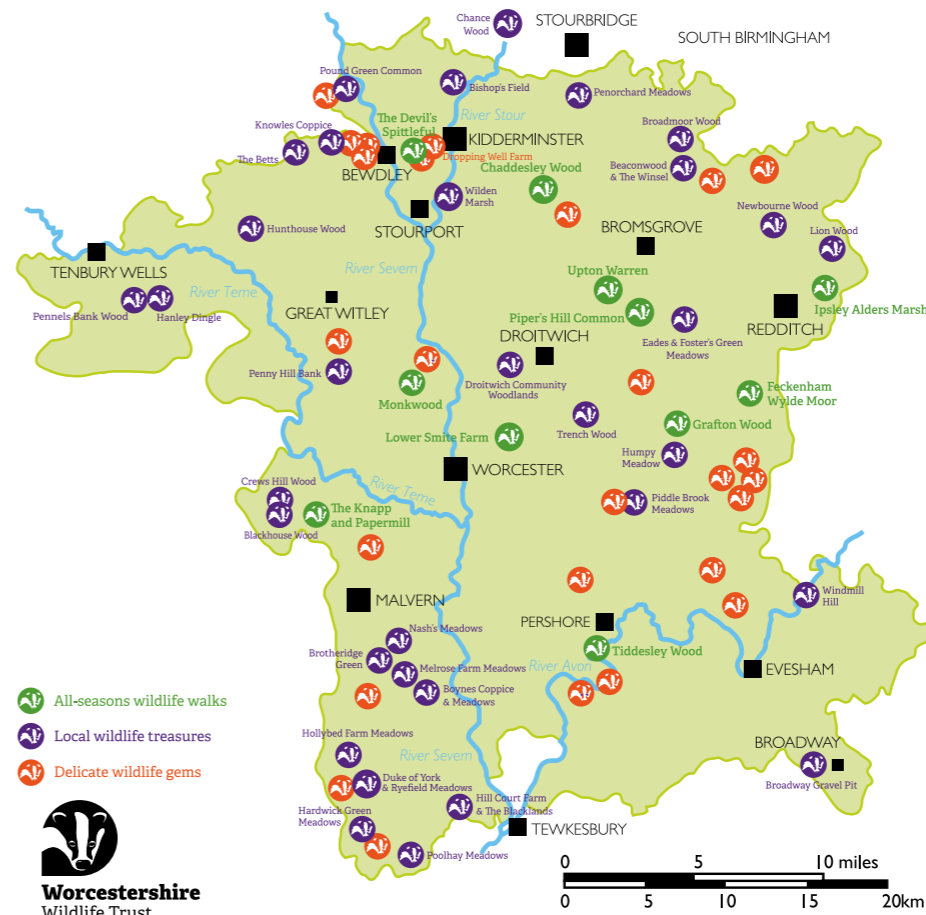 Chance
Wood
STOURBRIDGE
SOUTH BIRMINGHAM
Pound Green Common
Bishop's Field
Penorchard Meadows
River Stour
Knowles Coppice
The Devil's
Spittleful
KIDDERMINSTER
Broadmoor Wood
The Betts
BEWDLEY
Dropping Well Farm
Chaddesley Wood
Beaconwood
& The Winsel
Wilden
Marsh
Newbourne Wood
Hunthouse Wood
STOURPORT
BROMSGROVE
Lion Wood
TENBURY WELLS
River Severn
Upton Warren
River Teme
Pennels Bank Wood
Hanley Dingle
GREAT WITLEY
Piper's Hill Common
Ipsley Alders Marsh
REDDITCH
DROITWICH
Eades & Foster's Green
Meadows
Penny Hill Bank
Droitwich Community
Woodlands
Monkwood
Feckenham
Wylde Moor
Trench Wood
Grafton Wood
Lower Smite Farm
Humpy
Meadow
WORCESTER
Crews Hill Wood
River Teme
Piddle Brook
Meadows
The Knapp
and Papermill
Blackhouse Wood
MALVERN
Windmill
Hill
PERSHORE
Nash's Meadows
Brotheridge
Green
Tiddesley Wood
Melrose Farm Meadows
River Avon
EVESHAM
Boynes Coppice
& Meadows
All-seasons wildlife walks
Local wildlife treasures
Delicate wildlife gems
Hollybed Farm Meadows
River Severn
BROADWAY
Duke of York
& Ryefield Meadows
Broadway Gravel Pit
Hill Court Farm
& The Blacklands
Hardwick Green
Meadows
TEWKESBURY
Poolhay Meadows
0 5 10 miles
0 5 10 15 20km
Worcestershire
Wildlife Trust